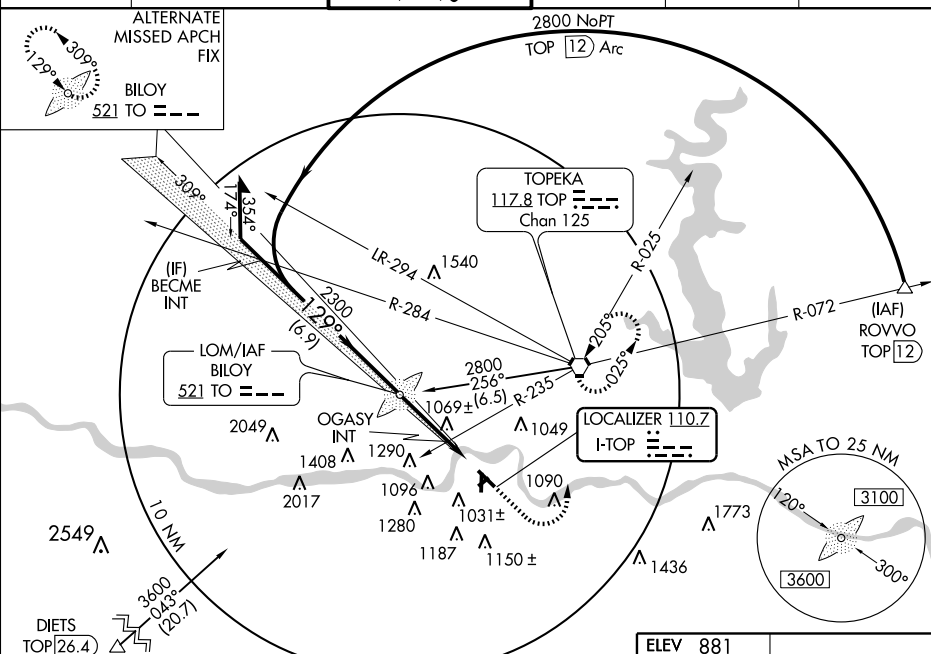 ALTERNATE
MISSED APCH
FIX
309°
129°
BILOY
521 TO
2800 NoPT
TOP 12 Arc
309°
174°
354°
(IF)
BECME
INT
2300
129°
(6.9)
LR-294
R-284
1540
TOPEKA
117.8 TOP
Chan 125
R-025
205°
025°
R-072
(IAF)
ROVVO
TOP 12
LOM/IAF
BILOY
521 TO
2800
256°
(6.5)
R-235
OGASY
INT
1069±
1049
LOCALIZER 110.7
I-TOP
2049
1408
1290
2017
1096
1280
1031±
1090
1187
1150 ±
1436
1773
10 NM
2549
3600
043°
(20.7)
DIETS
TOP 26.4
MSA TO 25 NM
120°
3100
3600
300°
ELEV 881